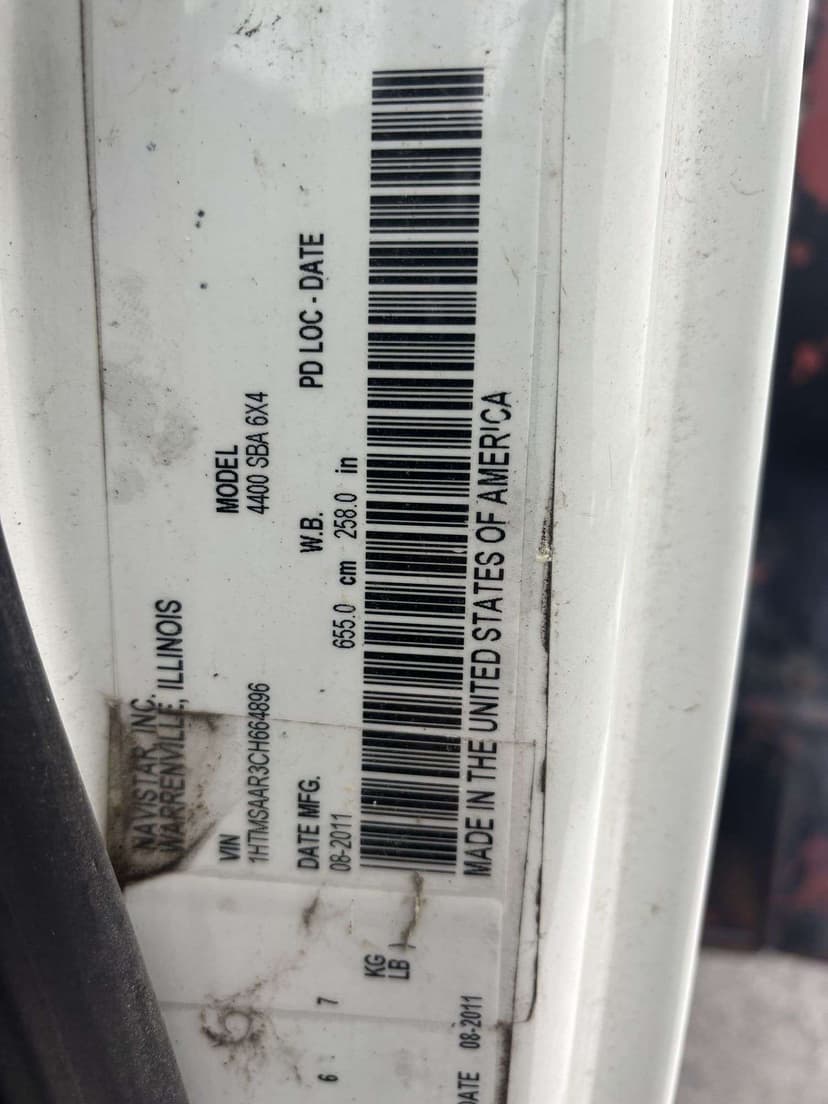 NAVISTAR, INC.
WARRENVILLE, ILLINOIS
VIN
1HTMSAAR3CH664896
MODEL
4400 SBA 6X4
DATE MFG.
08-2011
W.B.
655.0 cm 258.0 in
PD LOC - DATE
MADE IN THE UNITED STATES OF AMERICA
6
7
KG
LB
DATE 08-2011